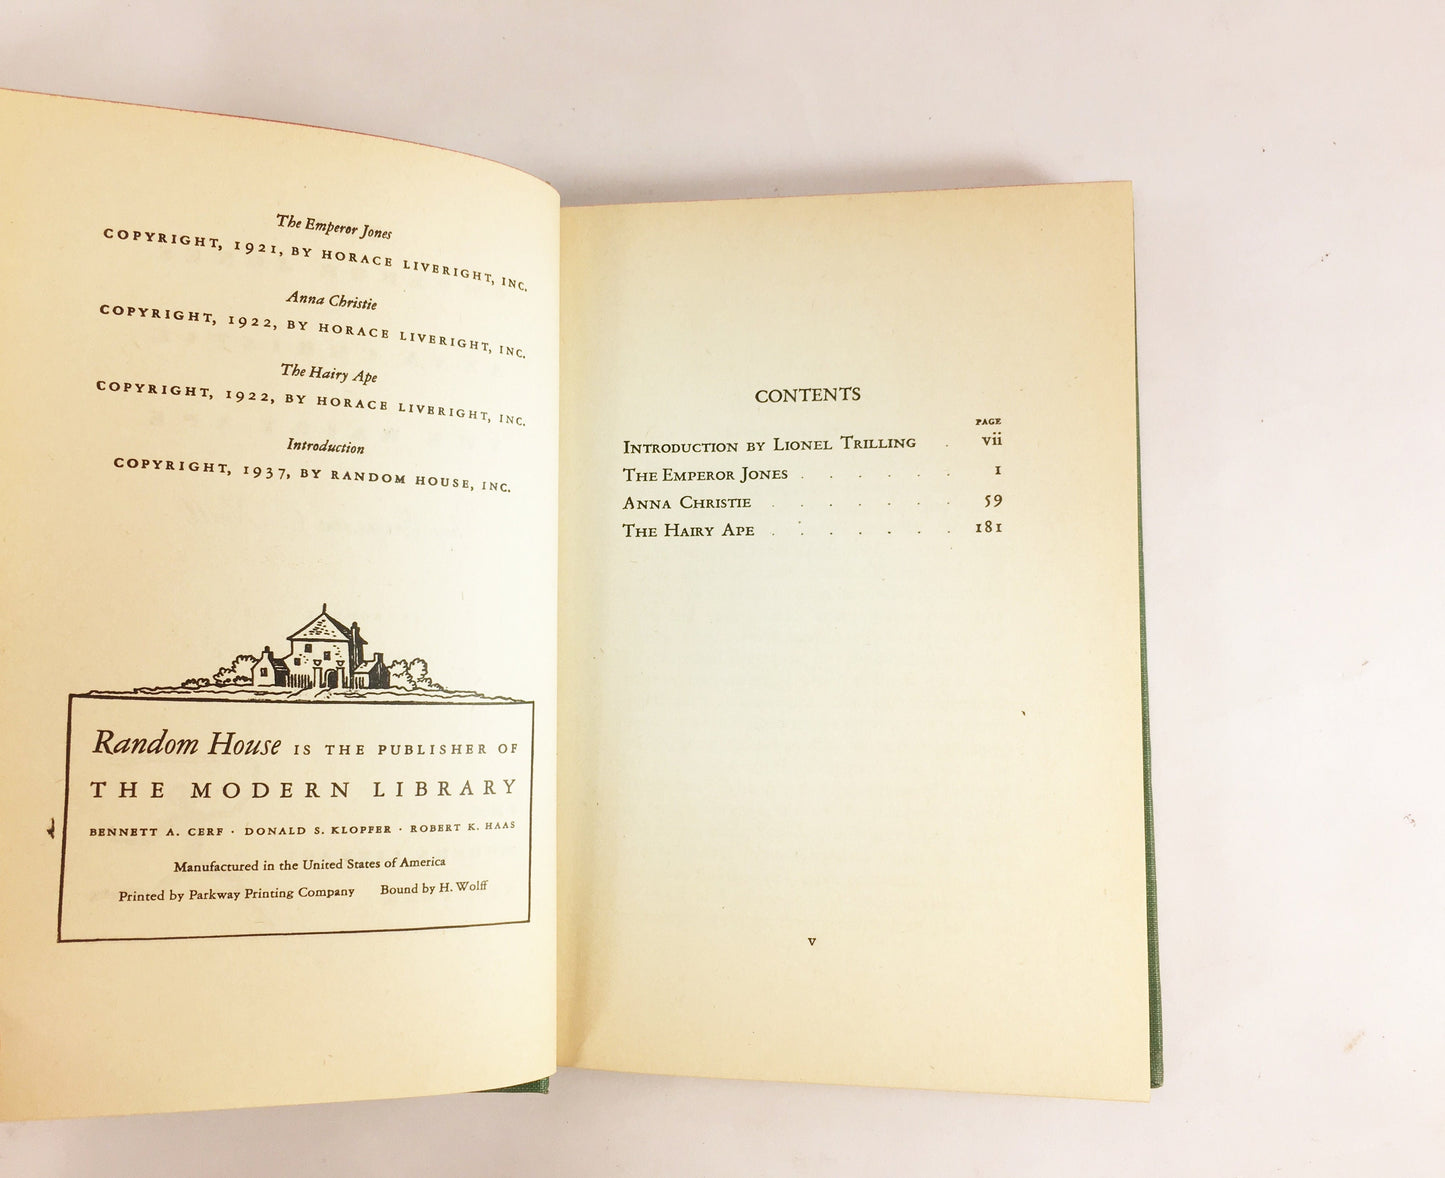 The Emperor Jones
COPYRIGHT, 1921, BY HORACE LIVERIGHT, INC.
Anna Christie
COPYRIGHT, 1922, BY HORACE LIVERIGHT, INC.
The Hairy Ape
COPYRIGHT, 1922, BY HORACE LIVERIGHT, INC.
Introduction
COPYRIGHT, 1937, BY RANDOM HOUSE, INC.
Random House IS THE PUBLISHER OF
THE MODERN LIBRARY
BENNETT A. CERF · DONALD S. KLOPFER · ROBERT K. HAAS
Manufactured in the United States of America
Printed by Parkway Printing Company Bound by H. Wolff
CONTENTS
PAGE
INTRODUCTION BY LIONEL TRILLING . vii
THE EMPEROR JONES . . . . . . 1
ANNA CHRISTIE . . . . . . . 59
THE HAIRY APE . . . . . . . 181
v